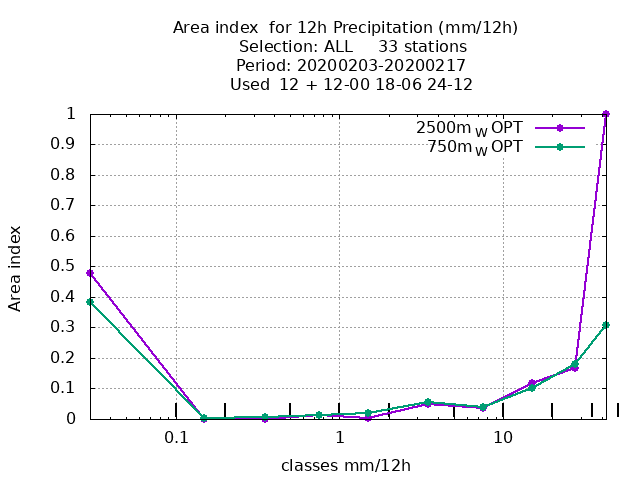 Area index  for 12h Precipitation (mm/12h)
Selection: ALL     33 stations
Period: 20200203-20200217
Used  12 + 12-00 18-06 24-12
2500m W OPT
750m W OPT
1
0.9
0.8
0.7
0.6
0.5
0.4
0.3
0.2
0.1
0
Area index
0.1 1 10
classes mm/12h